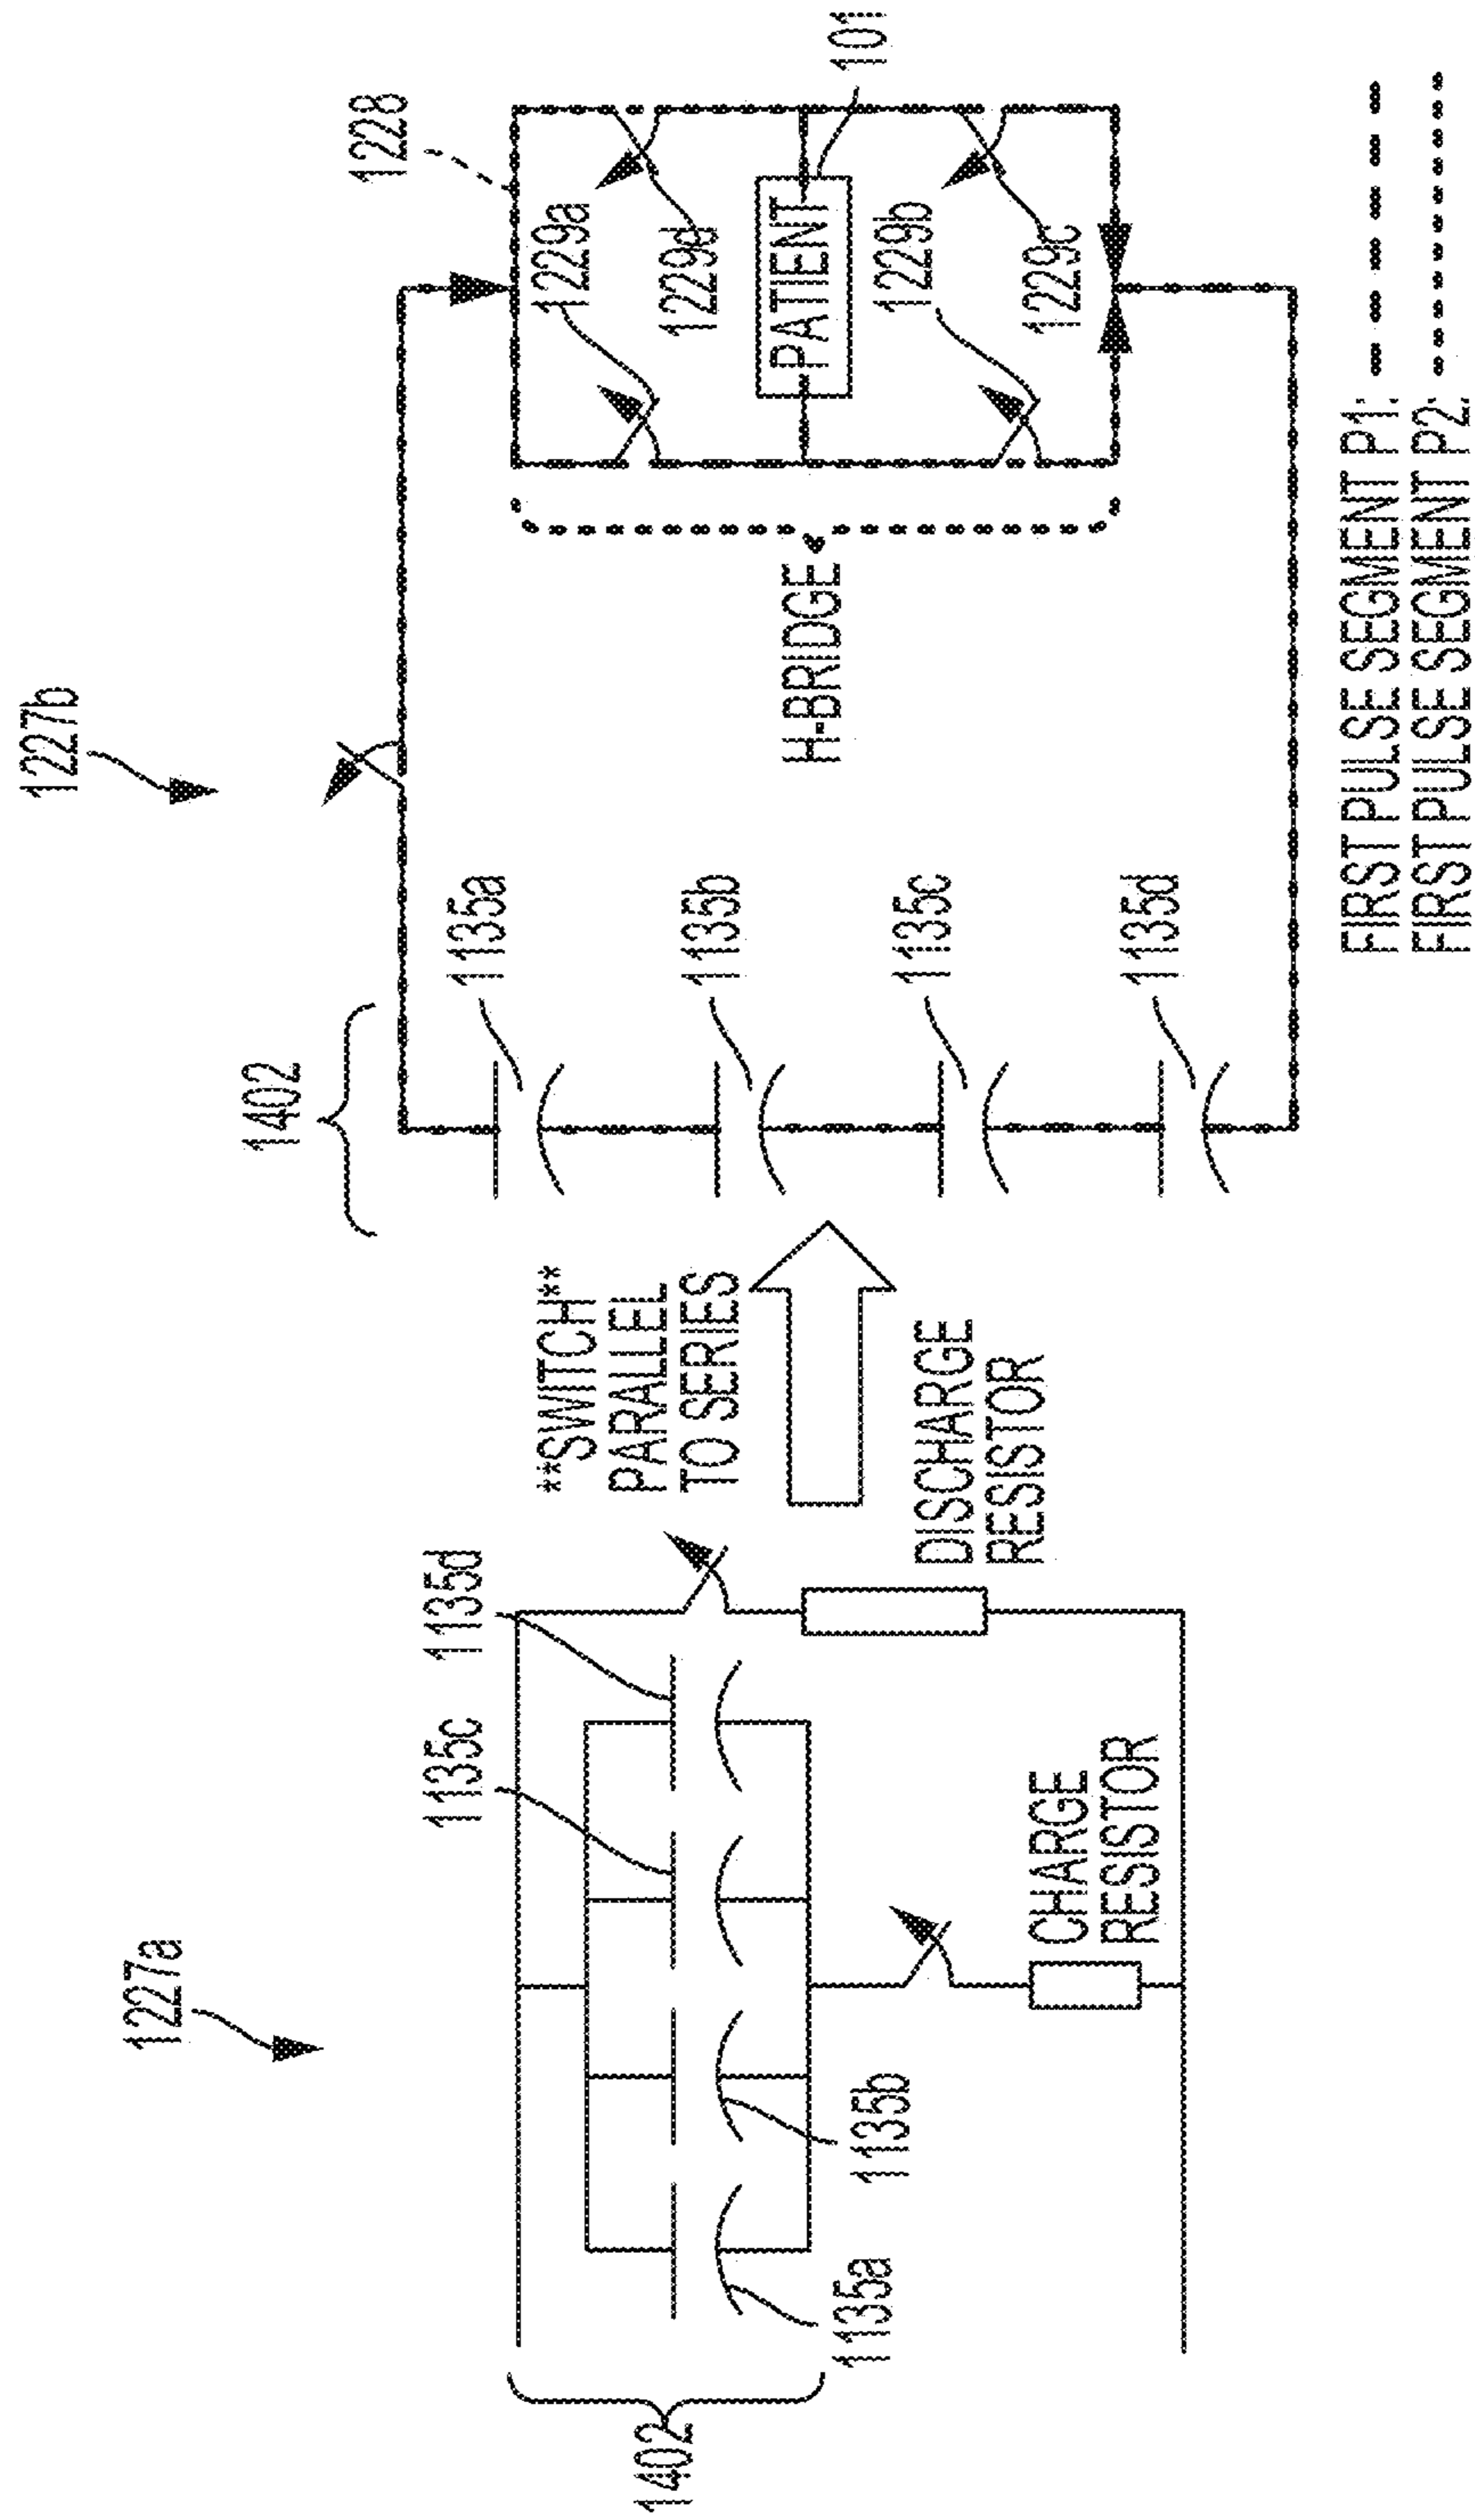 1227a
1402
1135a
1135b
1135c
1135d
CHARGE
RESISTOR
DISCHARGE
RESISTOR
**SWITCH**
PARALLEL
TO SERIES
1227b
1402
1135a
1135b
1135c
1135d
H-BRIDGE
1228
1229a
1229d
PATIENT
101
1229b
1229c
FIRST PULSE SEGMENT P1:
FIRST PULSE SEGMENT P2: